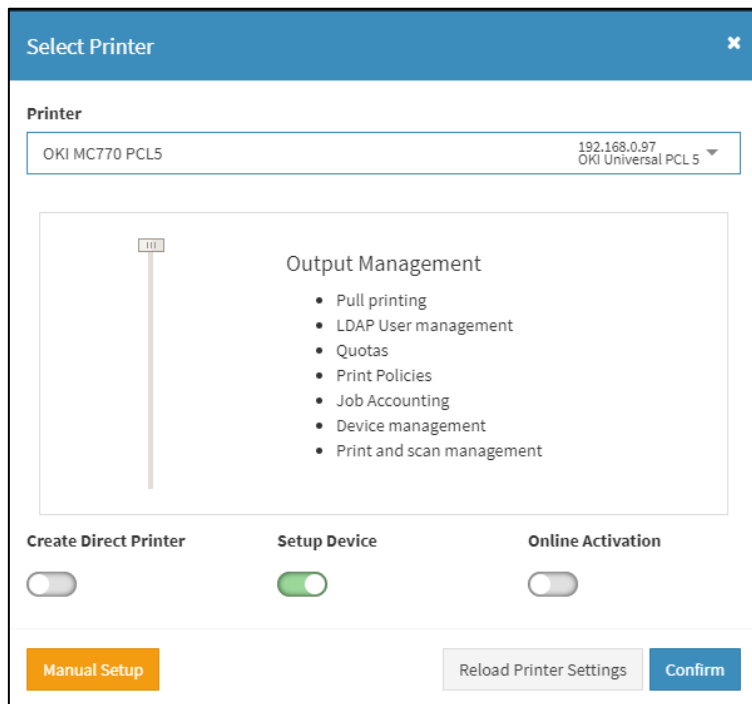 Select Printer
Printer
OKI MC770 PCL5
192.168.0.97
OKI Universal PCL 5
Output Management
Pull printing
LDAP User management
Quotas
Print Policies
Job Accounting
Device management
Print and scan management
Create Direct Printer Setup Device Online Activation
Manual Setup Reload Printer Settings Confirm